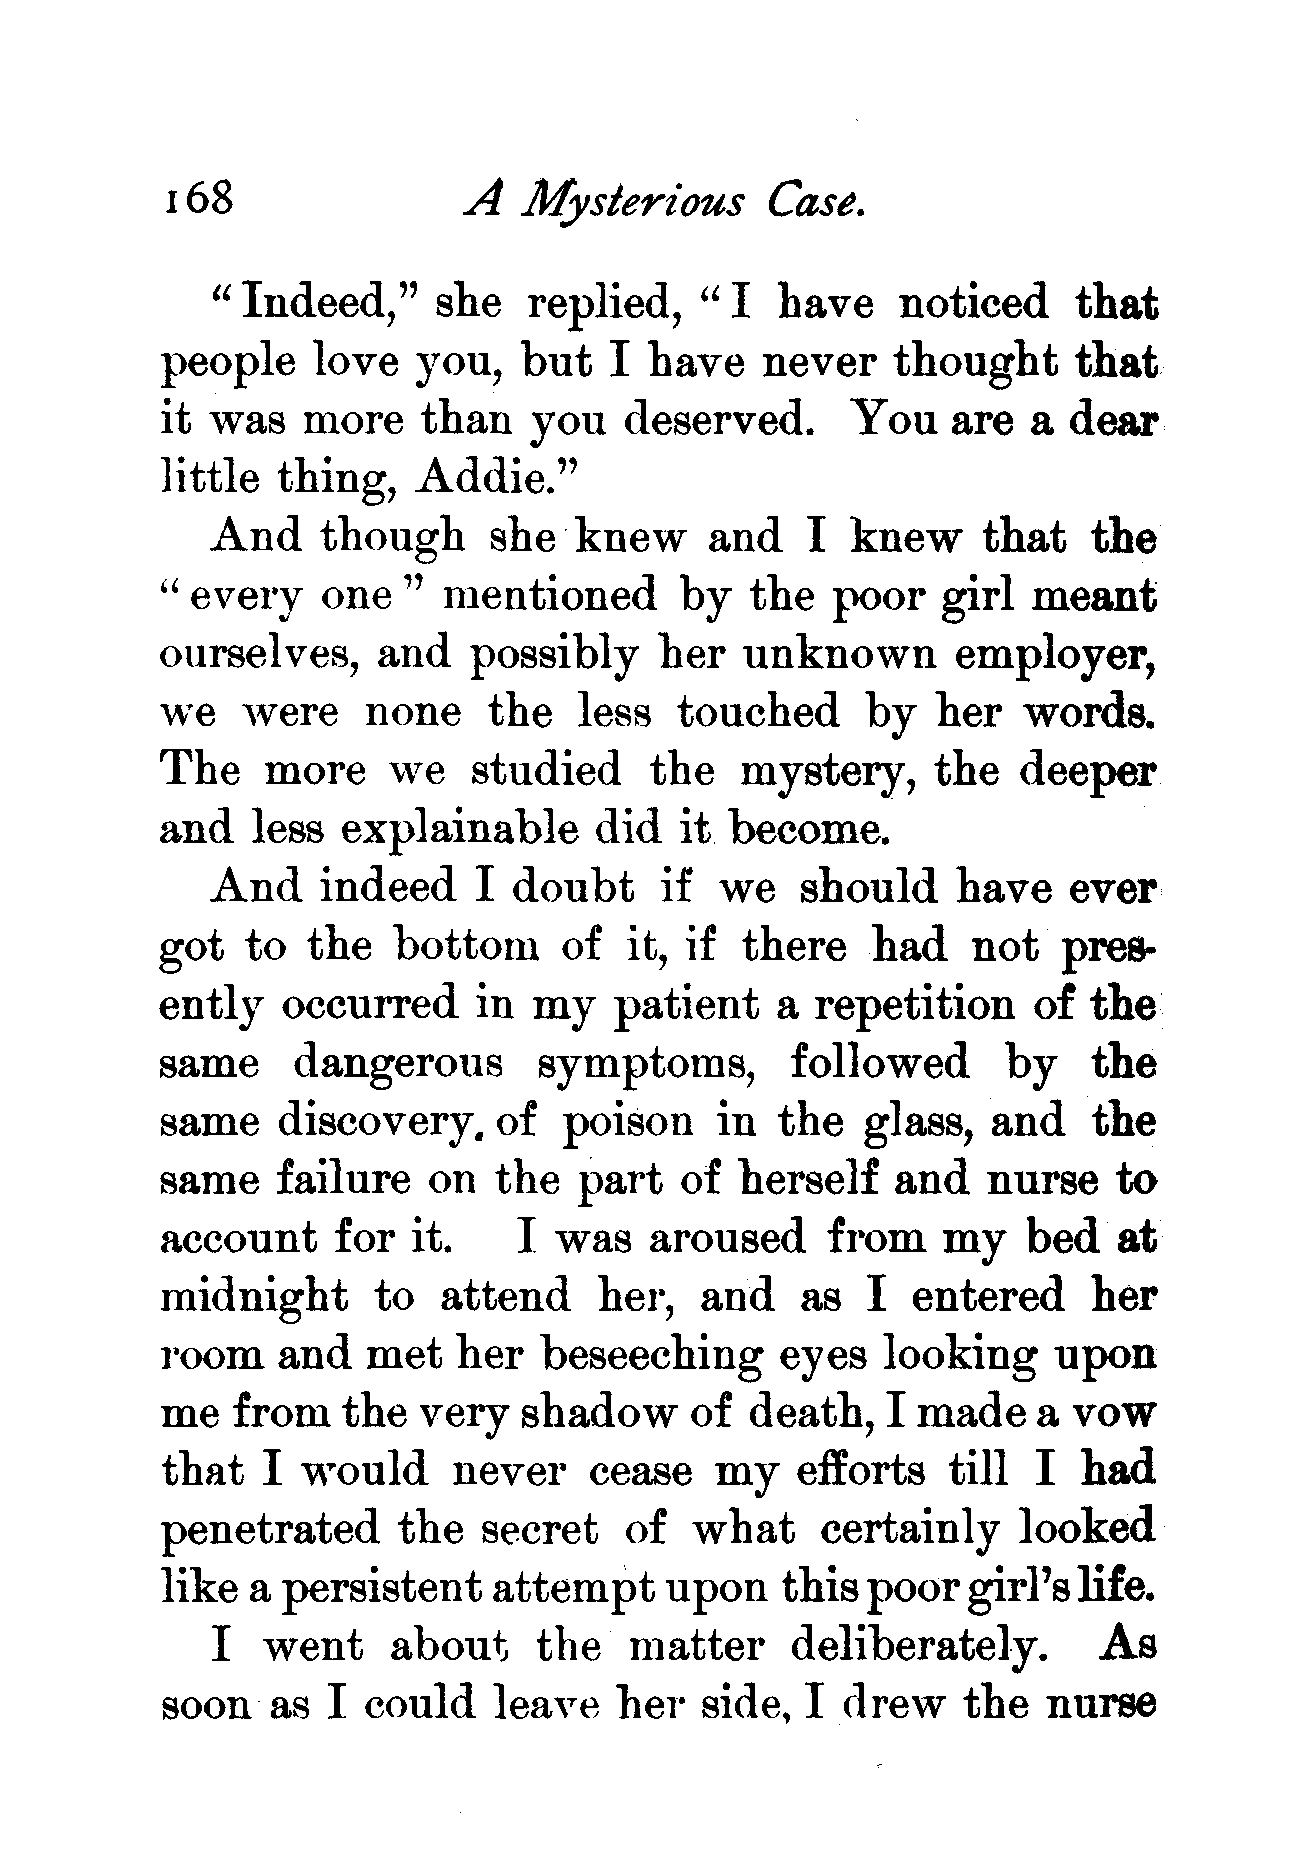 168 A Mysterious Case.
“Indeed,” she replied, “I have noticed that
people love you, but I have never thought that
it was more than you deserved. You are a dear
little thing, Addie.”
And though she knew and I knew that the
“every one” mentioned by the poor girl meant
ourselves, and possibly her unknown employer,
we were none the less touched by her words.
The more we studied the mystery, the deeper
and less explainable did it become.
And indeed I doubt if we should have ever
got to the bottom of it, if there had not pres-
ently occurred in my patient a repetition of the
same dangerous symptoms, followed by the
same discovery. of poison in the glass, and the
same failure on the part of herself and nurse to
account for it. I was aroused from my bed at
midnight to attend her, and as I entered her
room and met her beseeching eyes looking upon
me from the very shadow of death, I made a vow
that I would never cease my efforts till I had
penetrated the secret of what certainly looked
like a persistent attempt upon this poor girl’s life.
I went about the matter deliberately. As
soon as I could leave her side, I drew the nurse